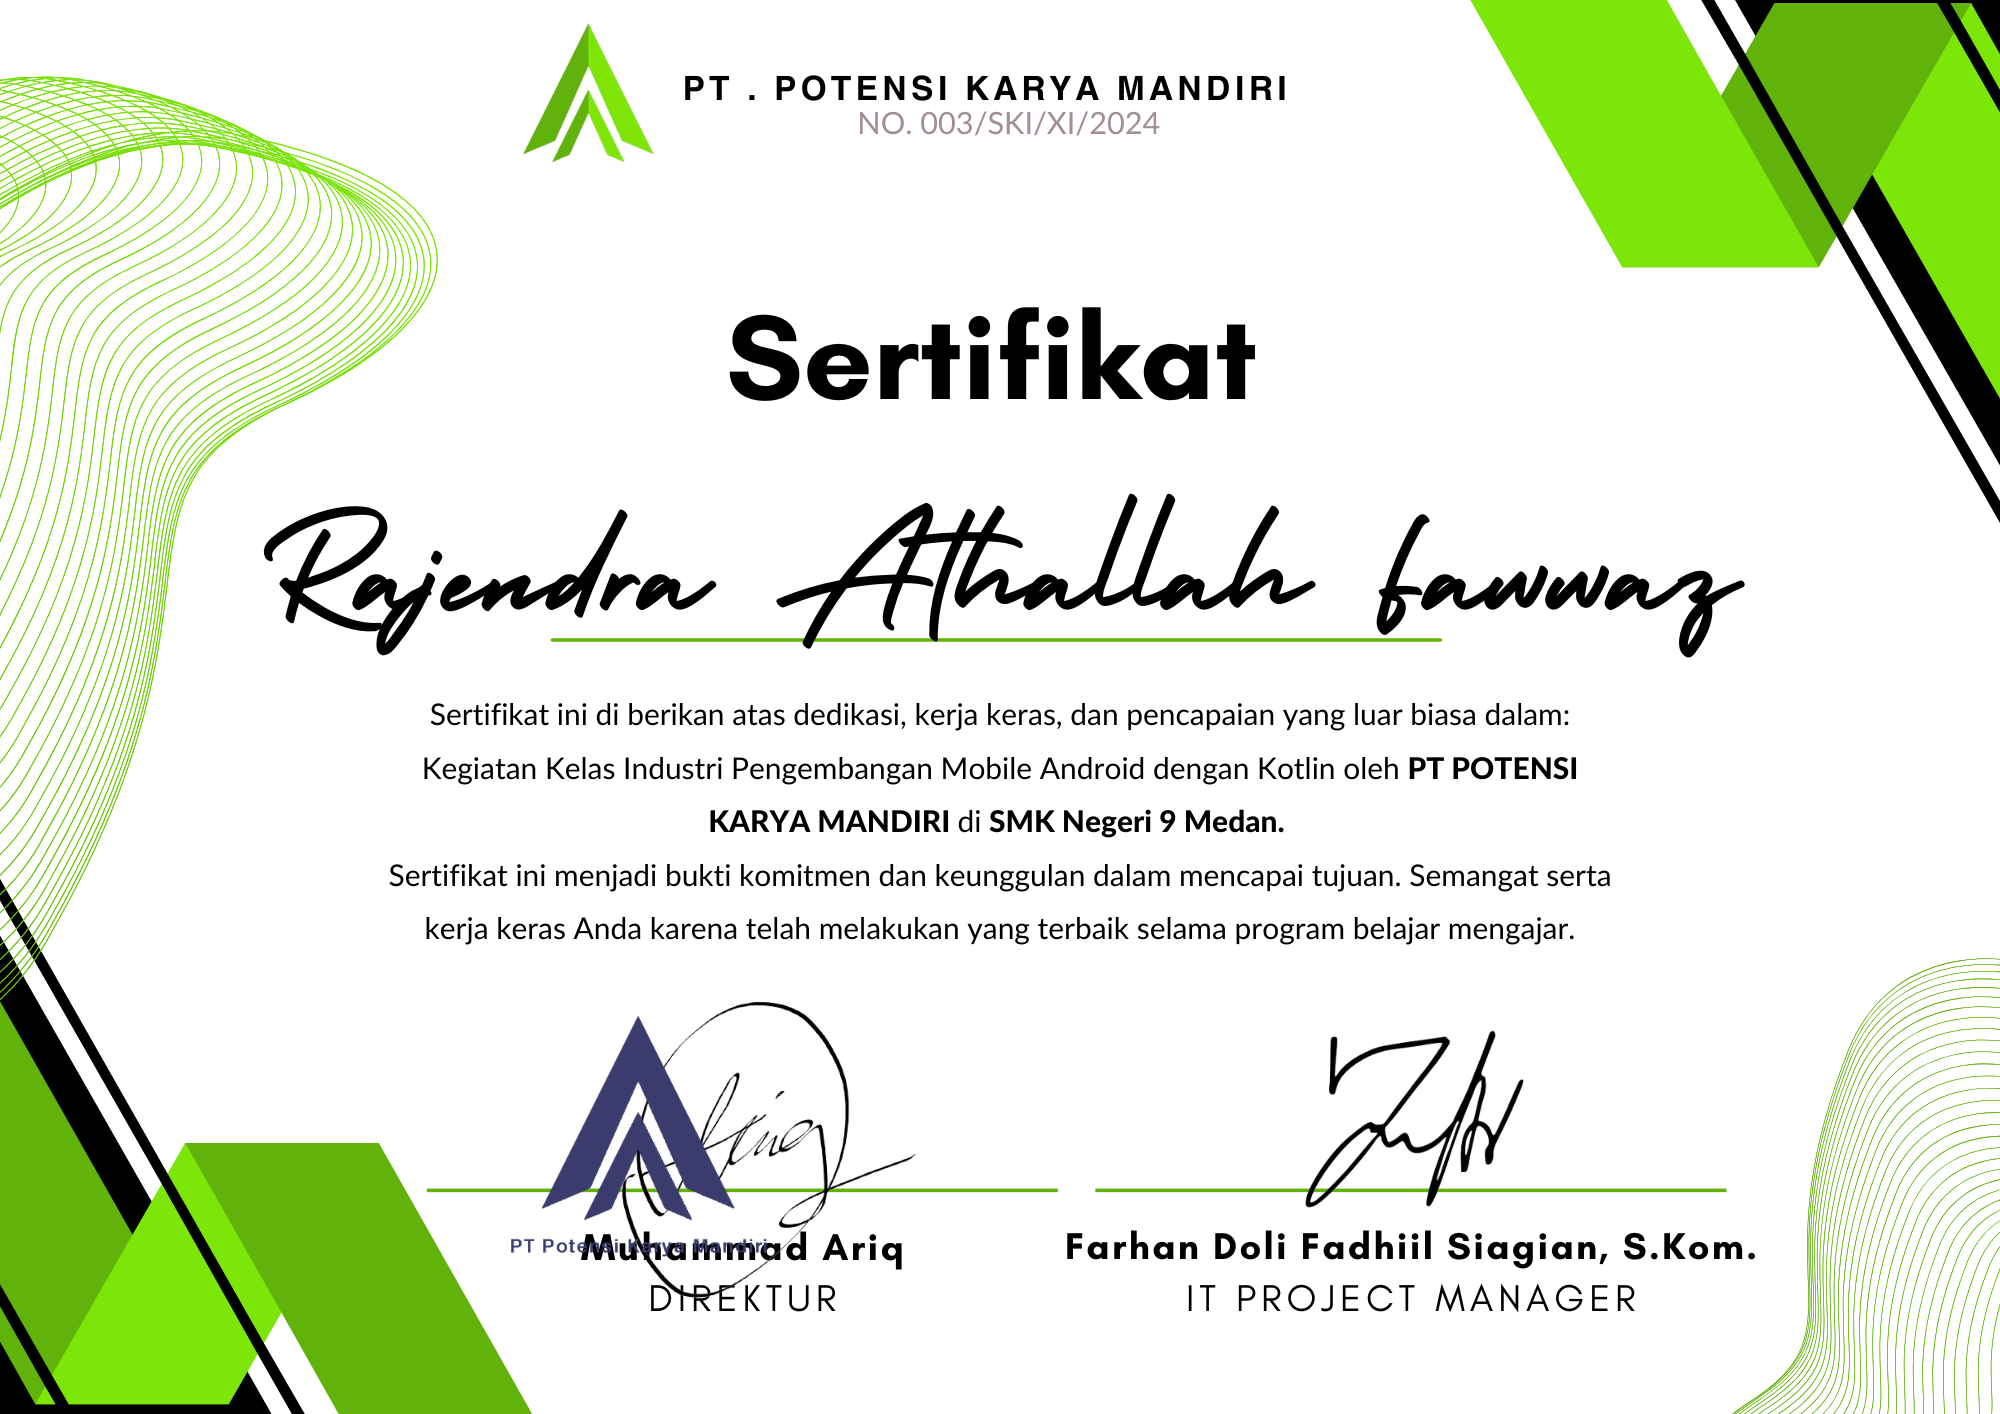 PT . POTENSI KARYA MANDIRI
NO. 003/SKI/XI/2024
Sertifikat
Rajendra Athallah fawwaz
Sertifikat ini di berikan atas dedikasi, kerja keras, dan pencapaian yang luar biasa dalam:
Kegiatan Kelas Industri Pengembangan Mobile Android dengan Kotlin oleh PT POTENSI
KARYA MANDIRI di SMK Negeri 9 Medan.
Sertifikat ini menjadi bukti komitmen dan keunggulan dalam mencapai tujuan. Semangat serta
kerja keras Anda karena telah melakukan yang terbaik selama program belajar mengajar.
PT Potensi Karya Mandiri
Muhammad Ariq
DIREKTUR
Farhan Doli Fadhiil Siagian, S.Kom.
IT PROJECT MANAGER